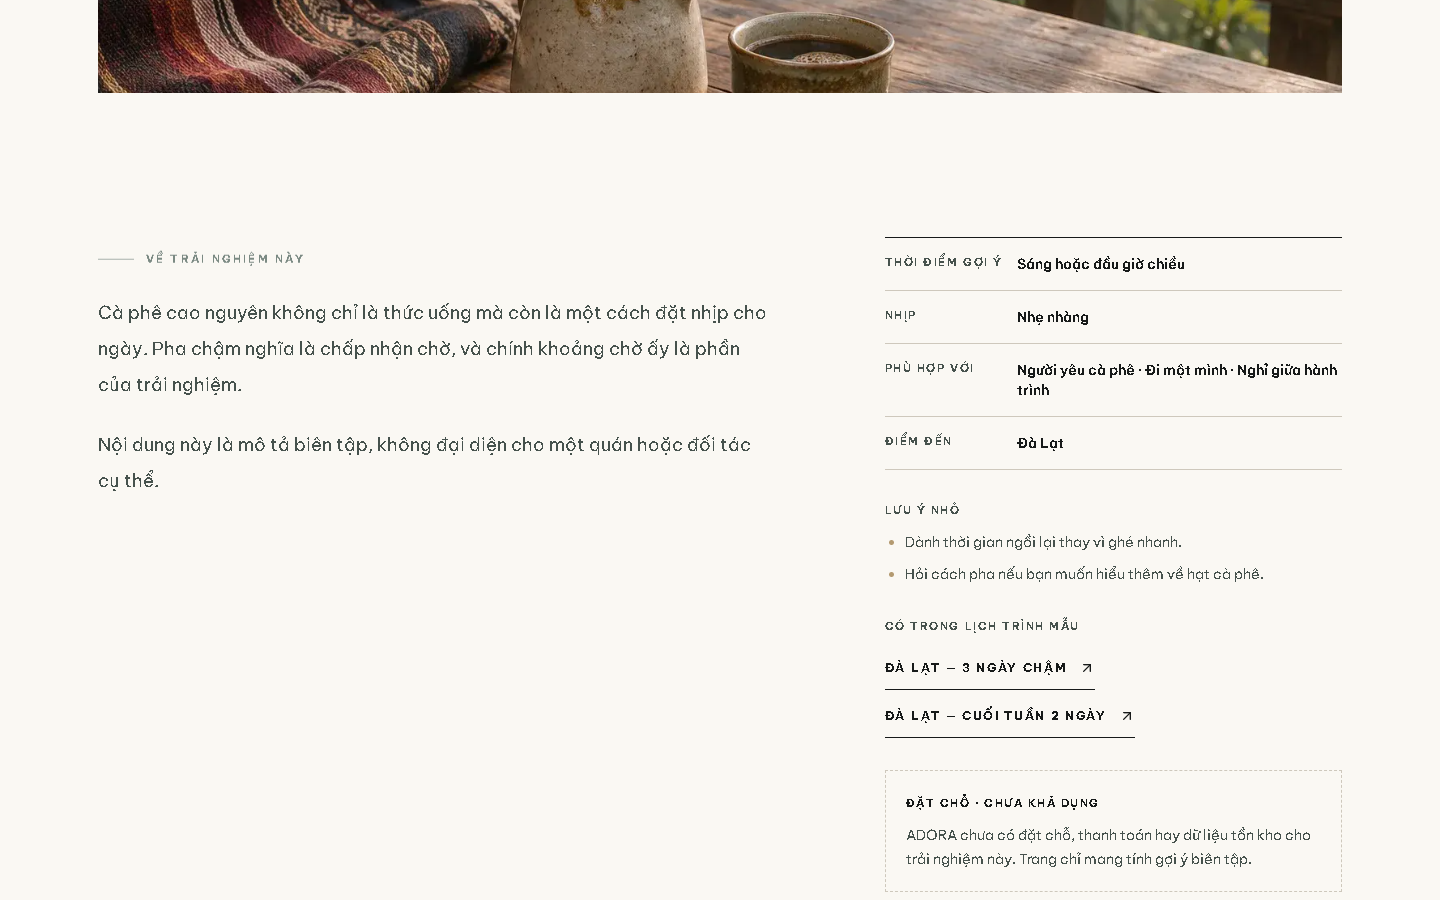 VỀ TRẢI NGHIỆM NÀY
Cà phê cao nguyên không chỉ là thức uống mà còn là một cách đặt nhịp cho
ngày. Pha chậm nghĩa là chấp nhận chờ, và chính khoảng chờ ấy là phần
của trải nghiệm.
Nội dung này là mô tả biên tập, không đại diện cho một quán hoặc đối tác
cụ thể.
THỜI ĐIỂM GỢI Ý Sáng hoặc đầu giờ chiều
NHỊP Nhẹ nhàng
PHÙ HỢP VỚI Người yêu cà phê · Đi một mình · Nghỉ giữa hành
trình
ĐIỂM ĐẾN Đà Lạt
LƯU Ý NHỎ
• Dành thời gian ngồi lại thay vì ghé nhanh.
• Hỏi cách pha nếu bạn muốn hiểu thêm về hạt cà phê.
CÓ TRONG LỊCH TRÌNH MẪU
ĐÀ LẠT — 3 NGÀY CHẬM ↗
ĐÀ LẠT — CUỐI TUẦN 2 NGÀY ↗
ĐẶT CHỖ · CHƯA KHẢ DỤNG
ADORA chưa có đặt chỗ, thanh toán hay dữ liệu tồn kho cho
trải nghiệm này. Trang chỉ mang tính gợi ý biên tập.